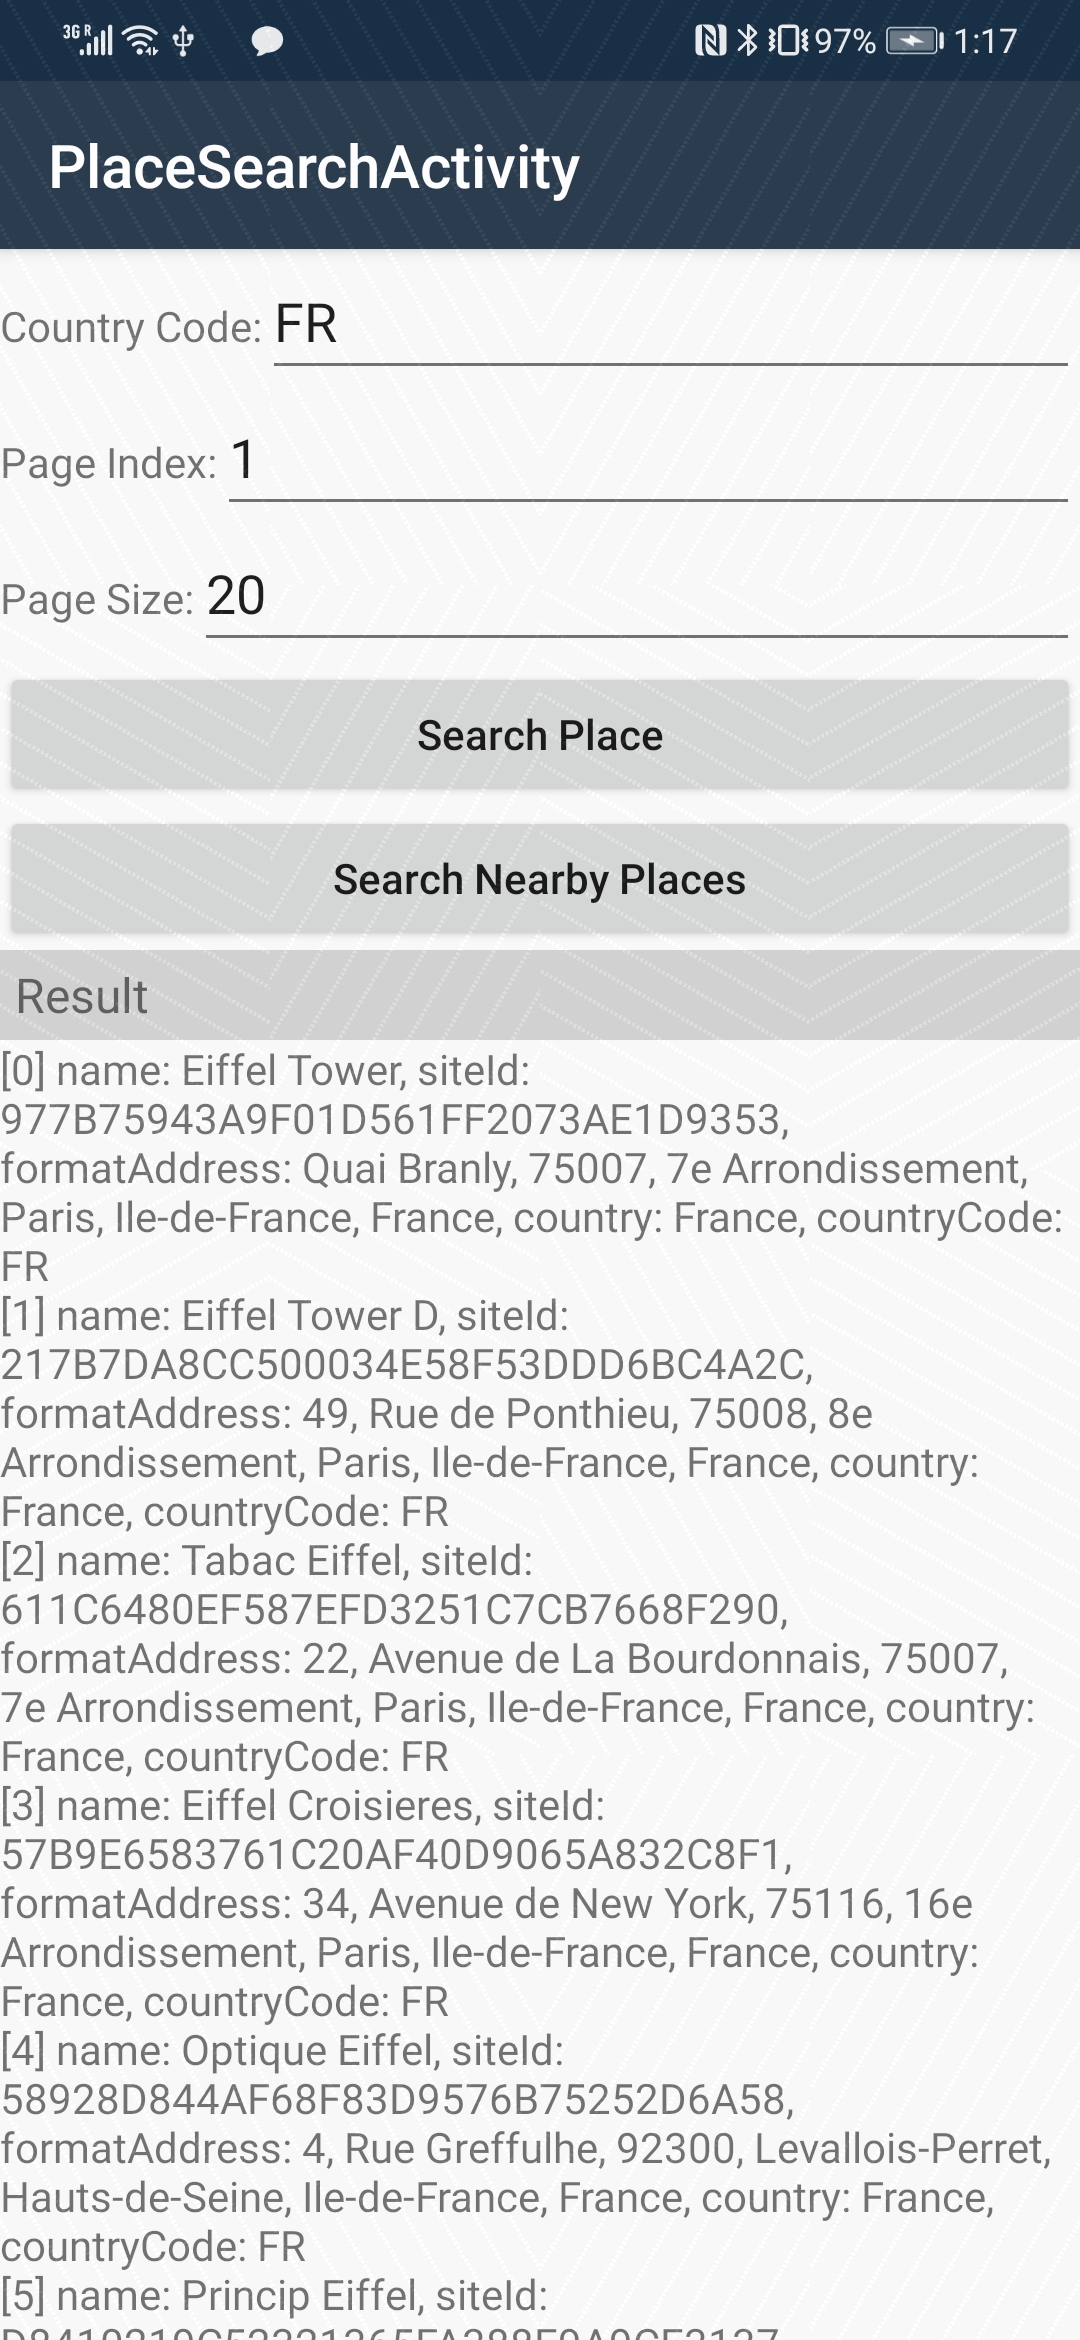 3G R 97% 1:17
PlaceSearchActivity
Country Code: FR
Page Index: 1
Page Size: 20
Search Place
Search Nearby Places
Result
[0] name: Eiffel Tower, siteId:
977B75943A9F01D561FF2073AE1D9353,
formatAddress: Quai Branly, 75007, 7e Arrondissement,
Paris, Ile-de-France, France, country: France, countryCode:
FR
[1] name: Eiffel Tower D, siteId:
217B7DA8CC500034E58F53DDD6BC4A2C,
formatAddress: 49, Rue de Ponthieu, 75008, 8e
Arrondissement, Paris, Ile-de-France, France, country:
France, countryCode: FR
[2] name: Tabac Eiffel, siteId:
611C6480EF587EFD3251C7CB7668F290,
formatAddress: 22, Avenue de La Bourdonnais, 75007,
7e Arrondissement, Paris, Ile-de-France, France, country:
France, countryCode: FR
[3] name: Eiffel Croisieres, siteId:
57B9E6583761C20AF40D9065A832C8F1,
formatAddress: 34, Avenue de New York, 75116, 16e
Arrondissement, Paris, Ile-de-France, France, country:
France, countryCode: FR
[4] name: Optique Eiffel, siteId:
58928D844AF68F83D9576B75252D6A58,
formatAddress: 4, Rue Greffulhe, 92300, Levallois-Perret,
Hauts-de-Seine, Ile-de-France, France, country: France,
countryCode: FR
[5] name: Princip Eiffel, siteId: